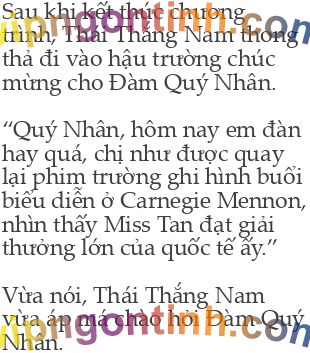 Sau khi kết thúc chương
trình, Thái Thắng Nam thong
thả đi vào hậu trường chúc
mừng cho Đàm Quý Nhân.
“Quý Nhân, hôm nay em đàn
hay quá, chị như được quay
lại phim trường ghi hình buổi
biểu diễn ở Carnegie Mennon,
nhìn thấy Miss Tan đạt giải
thưởng lớn của quốc tế ấy.”
Vừa nói, Thái Thắng Nam
vừa áp má chào hỏi Đàm Quý
Nhân.